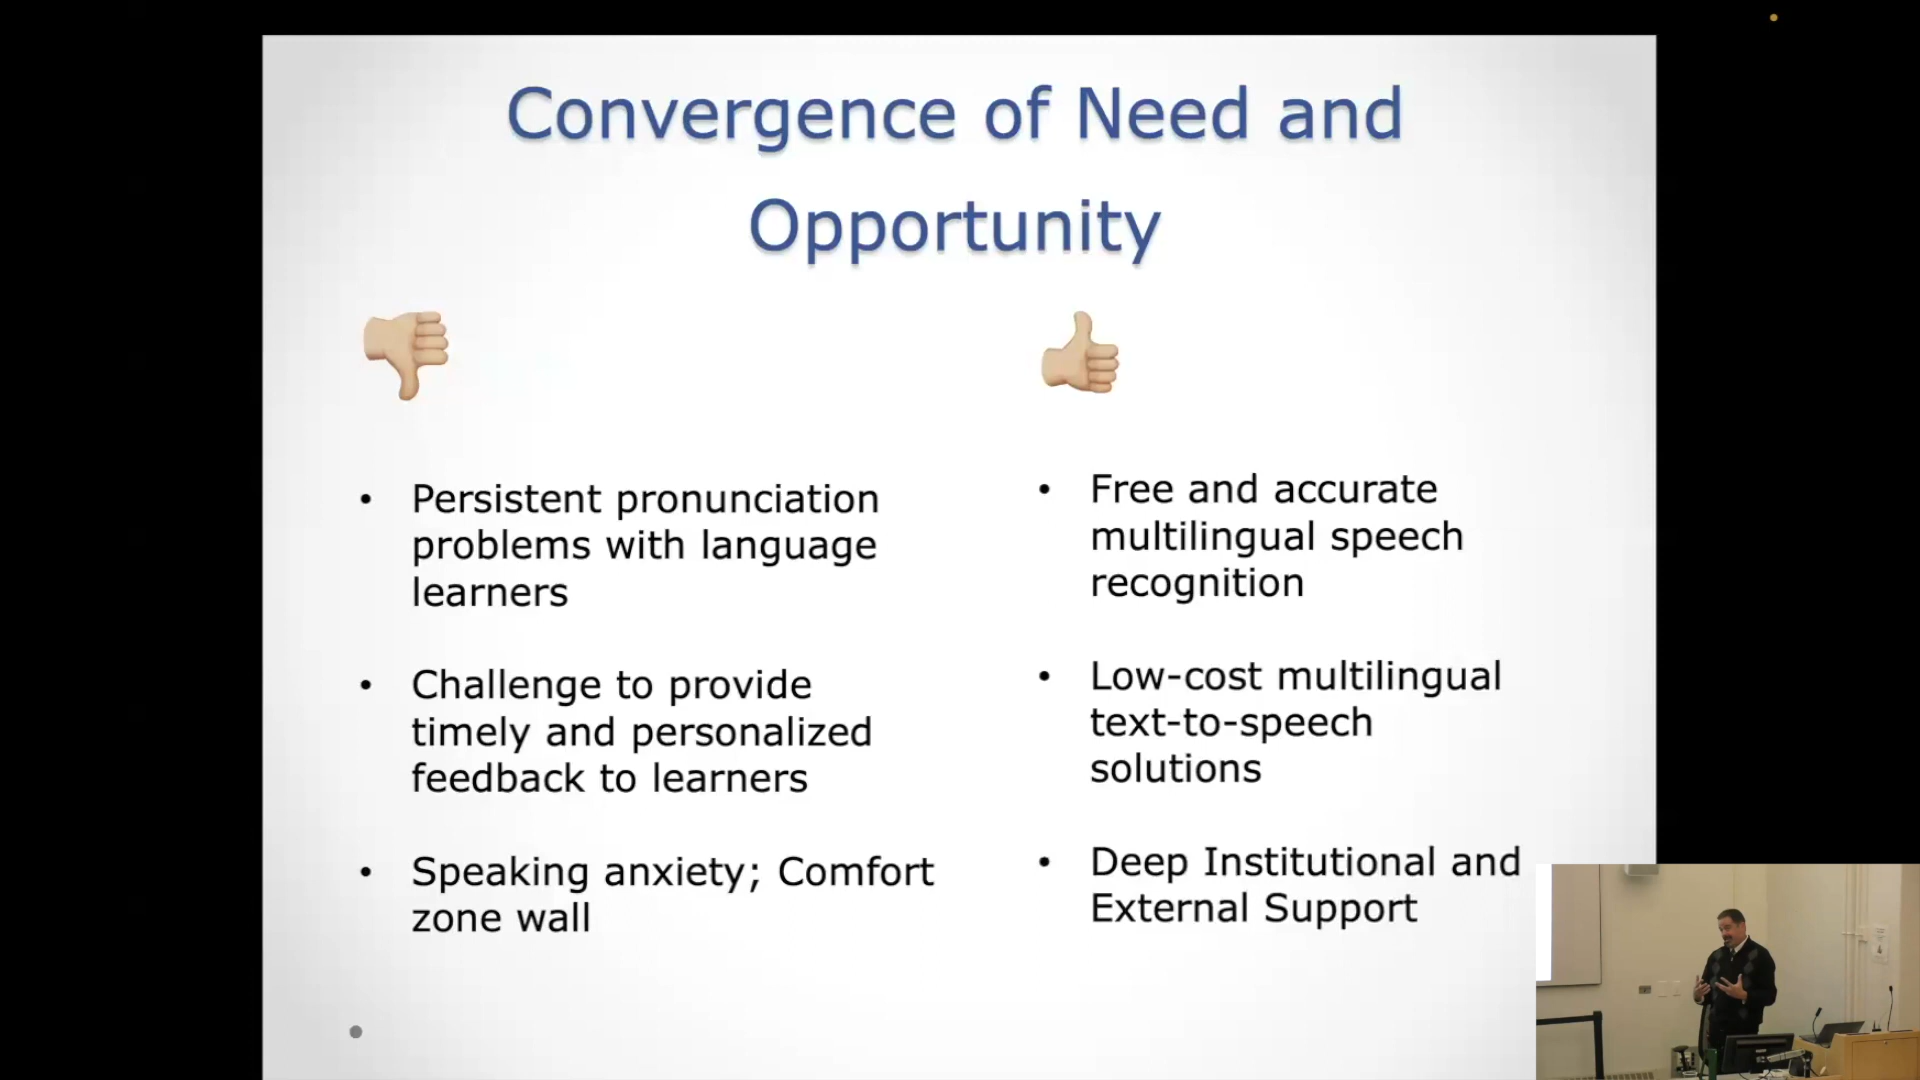 Convergence of Need and
Opportunity
• Persistent pronunciation
problems with language
learners
• Challenge to provide
timely and personalized
feedback to learners
• Speaking anxiety; Comfort
zone wall
• Free and accurate
multilingual speech
recognition
• Low-cost multilingual
text-to-speech
solutions
• Deep Institutional and
External Support